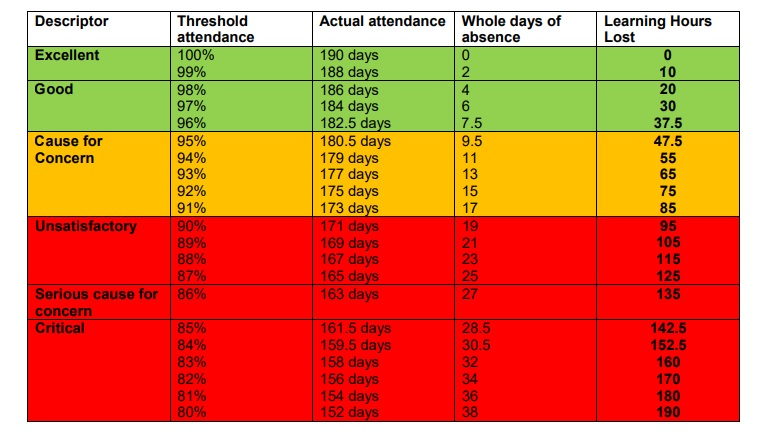 Descriptor Threshold attendance Actual attendance Whole days of absence Learning Hours Lost
Excellent 100% 190 days 0 0
99% 188 days 2 10
Good 98% 186 days 4 20
97% 184 days 6 30
96% 182.5 days 7.5 37.5
Cause for Concern 95% 180.5 days 9.5 47.5
94% 179 days 11 55
93% 177 days 13 65
92% 175 days 15 75
91% 173 days 17 85
Unsatisfactory 90% 171 days 19 95
89% 169 days 21 105
88% 167 days 23 115
87% 165 days 25 125
Serious cause for concern 86% 163 days 27 135
Critical 85% 161.5 days 28.5 142.5
84% 159.5 days 30.5 152.5
83% 158 days 32 160
82% 156 days 34 170
81% 154 days 36 180
80% 152 days 38 190